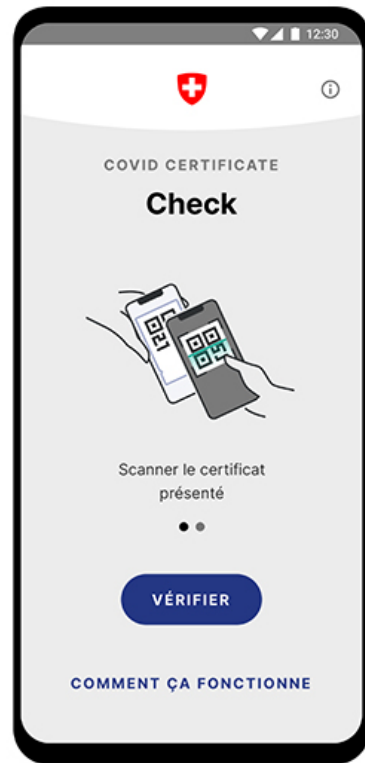 12:30
COVID CERTIFICATE
Check
Scanner le certificat
présenté
VÉRIFIER
COMMENT ÇA FONCTIONNE